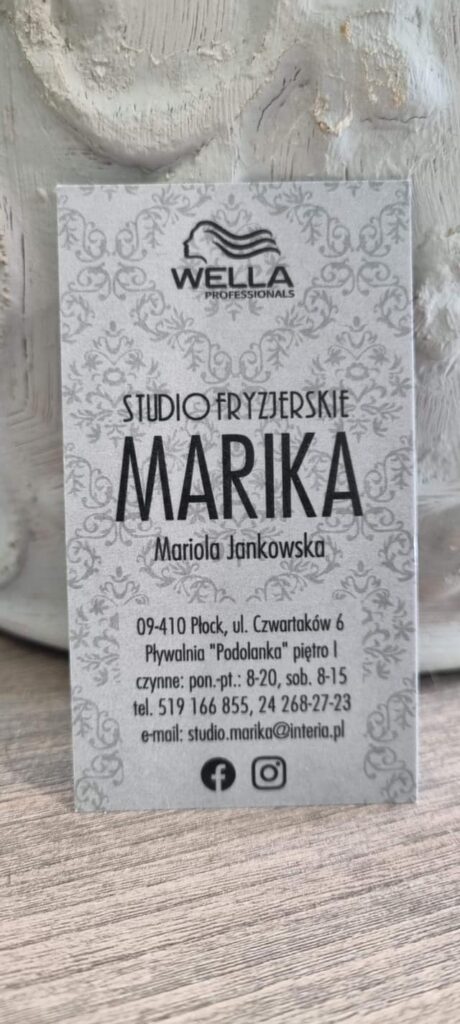 WELLA
PROFESSIONALS
STUDIO FRYZJERSKIE
MARIKA
Mariola Jankowska
09-410 Płock, ul. Czwartaków 6
Pływalnia "Podolanka" piętro I
czynne: pon.-pt.: 8-20, sob. 8-15
tel. 519 166 855, 24 268-27-23
e-mail: studio.marika@interia.pl